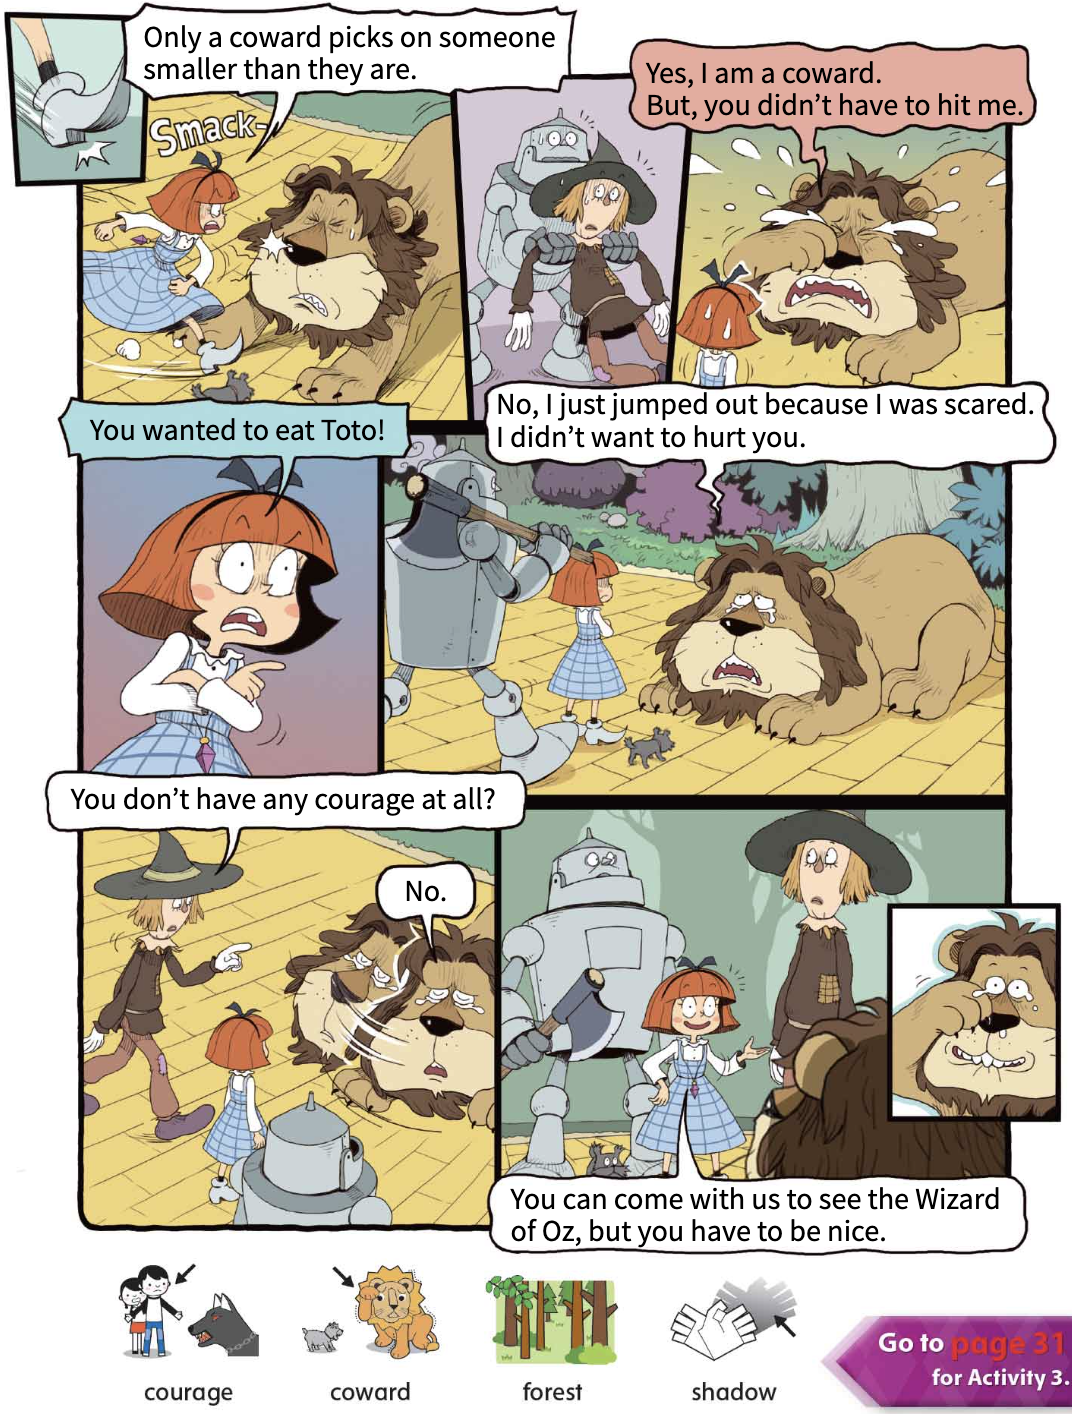 Only a coward picks on someone
smaller than they are.
Smack-
Yes, I am a coward.
But, you didn't have to hit me.
You wanted to eat Toto!
No, I just jumped out because I was scared.
I didn't want to hurt you.
You don't have any courage at all?
No.
You can come with us to see the Wizard
of Oz, but you have to be nice.
courage
coward
forest
shadow
Go to page 31
for Activity 3.